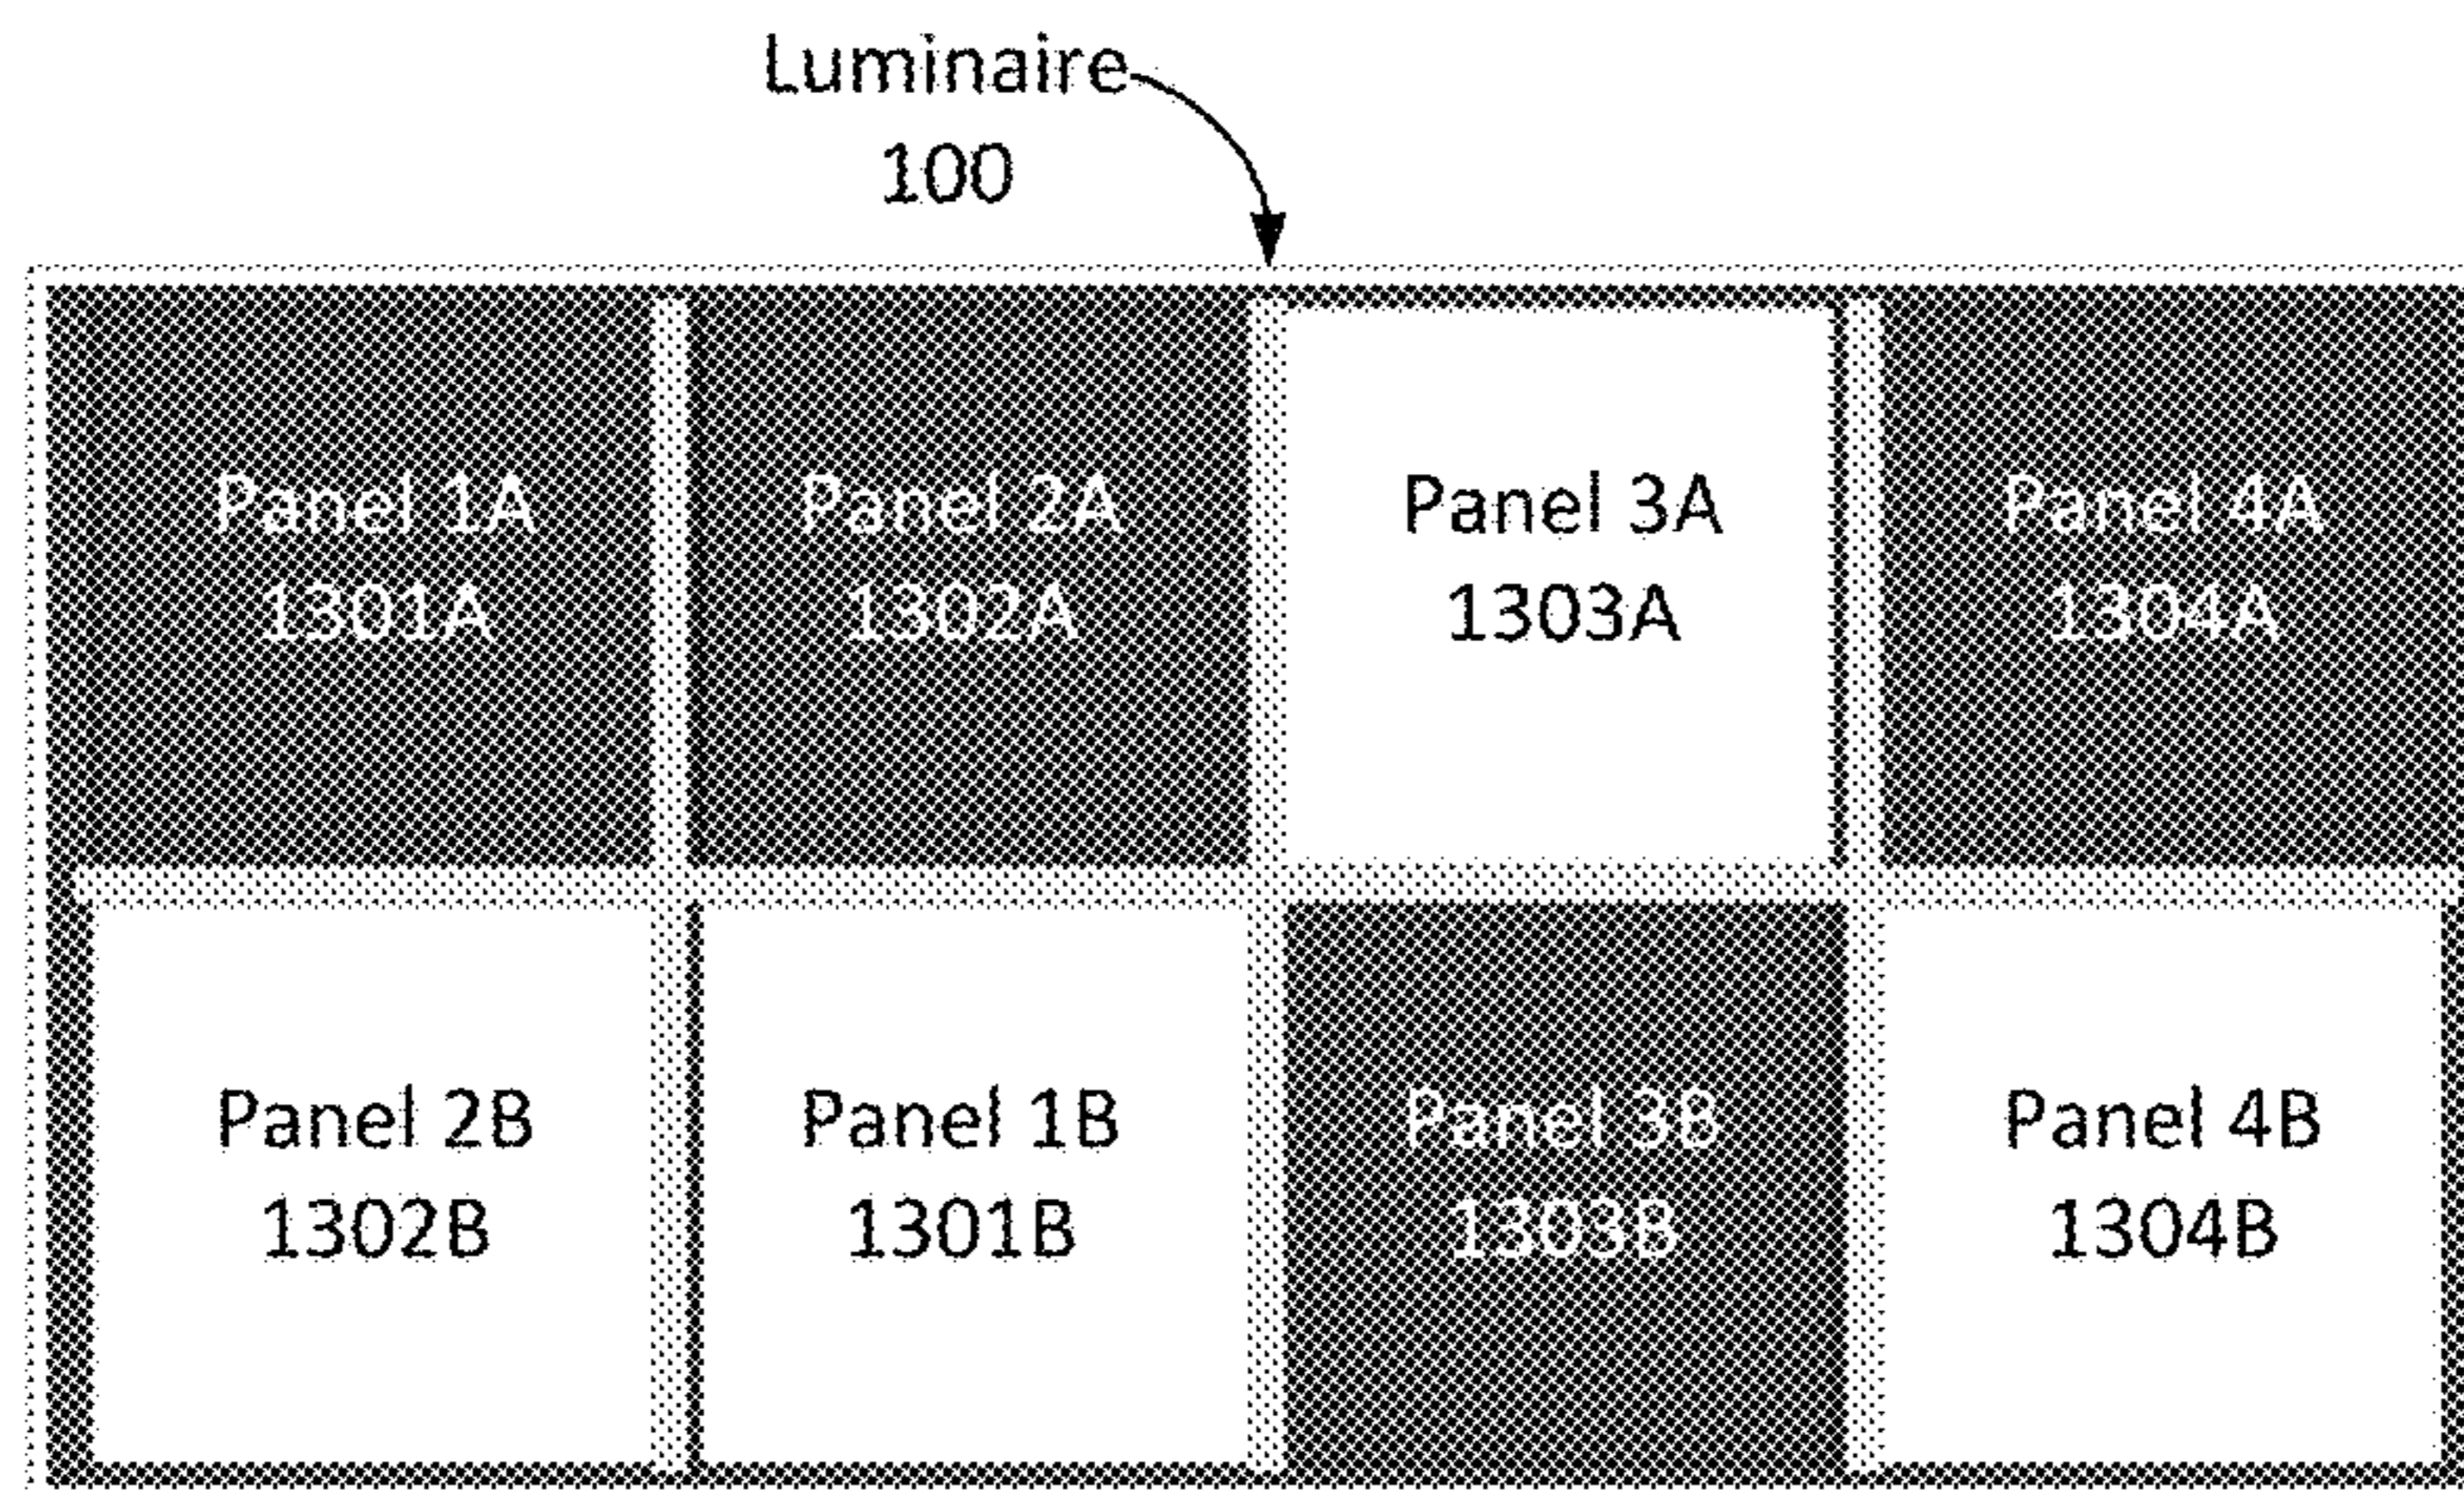 Luminaire
100
Panel 1A
1301A
Panel 2A
1302A
Panel 3A
1303A
Panel 4A
1304A
Panel 2B
1302B
Panel 1B
1301B
Panel 3B
1303B
Panel 4B
1304B